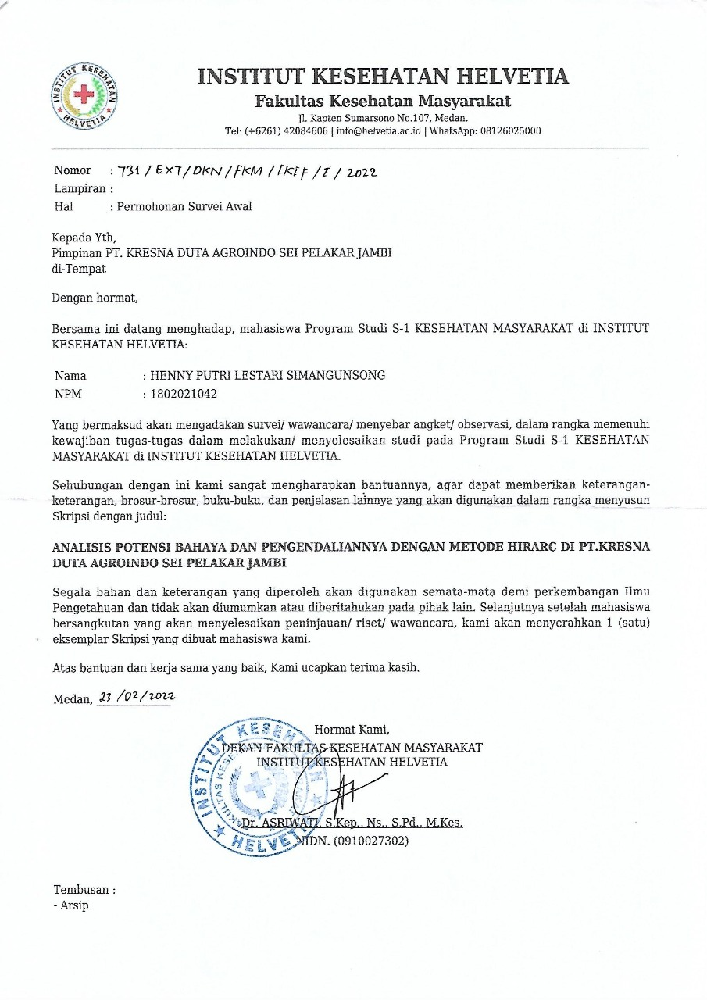 INSTITUT KESEHATAN HELVETIA
Fakultas Kesehatan Masyarakat
Jl. Kapten Sumarsono No.107, Medan.
Tel: (+6261) 42084606 | info@helvetia.ac.id | WhatsApp: 08126025000
INSTITUT KESEHATAN HELVETIA
Nomor : 731 / EXT / DKN / FKM / IKH / I / 2022
Lampiran :
Hal : Permohonan Survei Awal
Kepada Yth,
Pimpinan PT. KRESNA DUTA AGROINDO SEI PELAKAR JAMBI
di-Tempat
Dengan hormat,
Bersama ini datang menghadap, mahasiswa Program Studi S-1 KESEHATAN MASYARAKAT di INSTITUT
KESEHATAN HELVETIA:
Nama : HENNY PUTRI LESTARI SIMANGUNSONG
NPM : 1802021042
Yang bermaksud akan mengadakan survei/ wawancara/ menyebar angket/ observasi, dalam rangka memenuhi
kewajiban tugas-tugas dalam melakukan/ menyelesaikan studi pada Program Studi S-1 KESEHATAN
MASYARAKAT di INSTITUT KESEHATAN HELVETIA.
Sehubungan dengan ini kami sangat mengharapkan bantuannya, agar dapat memberikan keterangan-
keterangan, brosur-brosur, buku-buku, dan penjelasan lainnya yang akan digunakan dalam rangka menyusun
Skripsi dengan judul:
ANALISIS POTENSI BAHAYA DAN PENGENDALIANNYA DENGAN METODE HIRARC DI PT.KRESNA
DUTA AGROINDO SEI PELAKAR JAMBI
Segala bahan dan keterangan yang diperoleh akan digunakan semata-mata demi perkembangan Ilmu
Pengetahuan dan tidak akan diumumkan atau diberitahukan pada pihak lain. Selanjutnya setelah mahasiswa
bersangkutan yang akan menyelesaikan peninjauan/ riset/ wawancara, kami akan menyerahkan 1 (satu)
eksemplar Skripsi yang dibuat mahasiswa kami.
Atas bantuan dan kerja sama yang baik, Kami ucapkan terima kasih.
Medan, 23 /02 /2022
Hormat Kami,
DEKAN FAKULTAS KESEHATAN MASYARAKAT
INSTITUT KESEHATAN HELVETIA
INSTITUT KESEHATAN HELVETIA
Dr. ASRIWATI, S.Kep., Ns., S.Pd., M.Kes.
NIDN. (0910027302)
Tembusan :
- Arsip